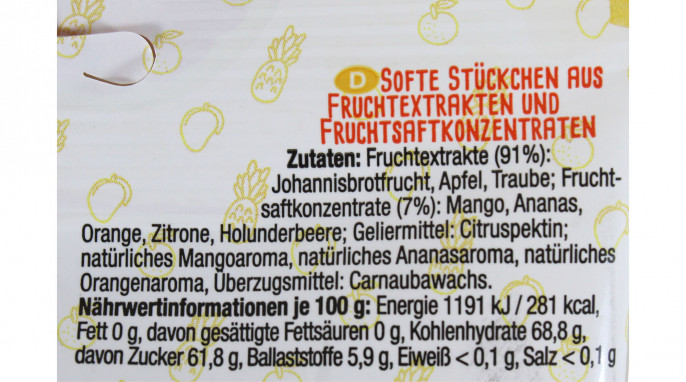 D SOFTE STÜCKCHEN AUS
FRUCHTEXTRAKTEN UND
FRUCHTSAFTKONZENTRATEN
Zutaten: Fruchtextrakte (91%):
Johannisbrotfrucht, Apfel, Traube; Frucht-
saftkonzentrate (7%): Mango, Ananas,
Orange, Zitrone, Holunderbeere; Geliermittel: Citruspektin;
natürliches Mangoaroma, natürliches Ananasaroma, natürliches
Orangenaroma, Überzugsmittel: Carnaubawachs.
Nährwertinformationen je 100 g: Energie 1191 kJ / 281 kcal,
Fett 0 g, davon gesättigte Fettsäuren 0 g, Kohlenhydrate 68,8 g,
davon Zucker 61,8 g, Ballaststoffe 5,9 g, Eiweiß < 0,1 g, Salz < 0,1 g